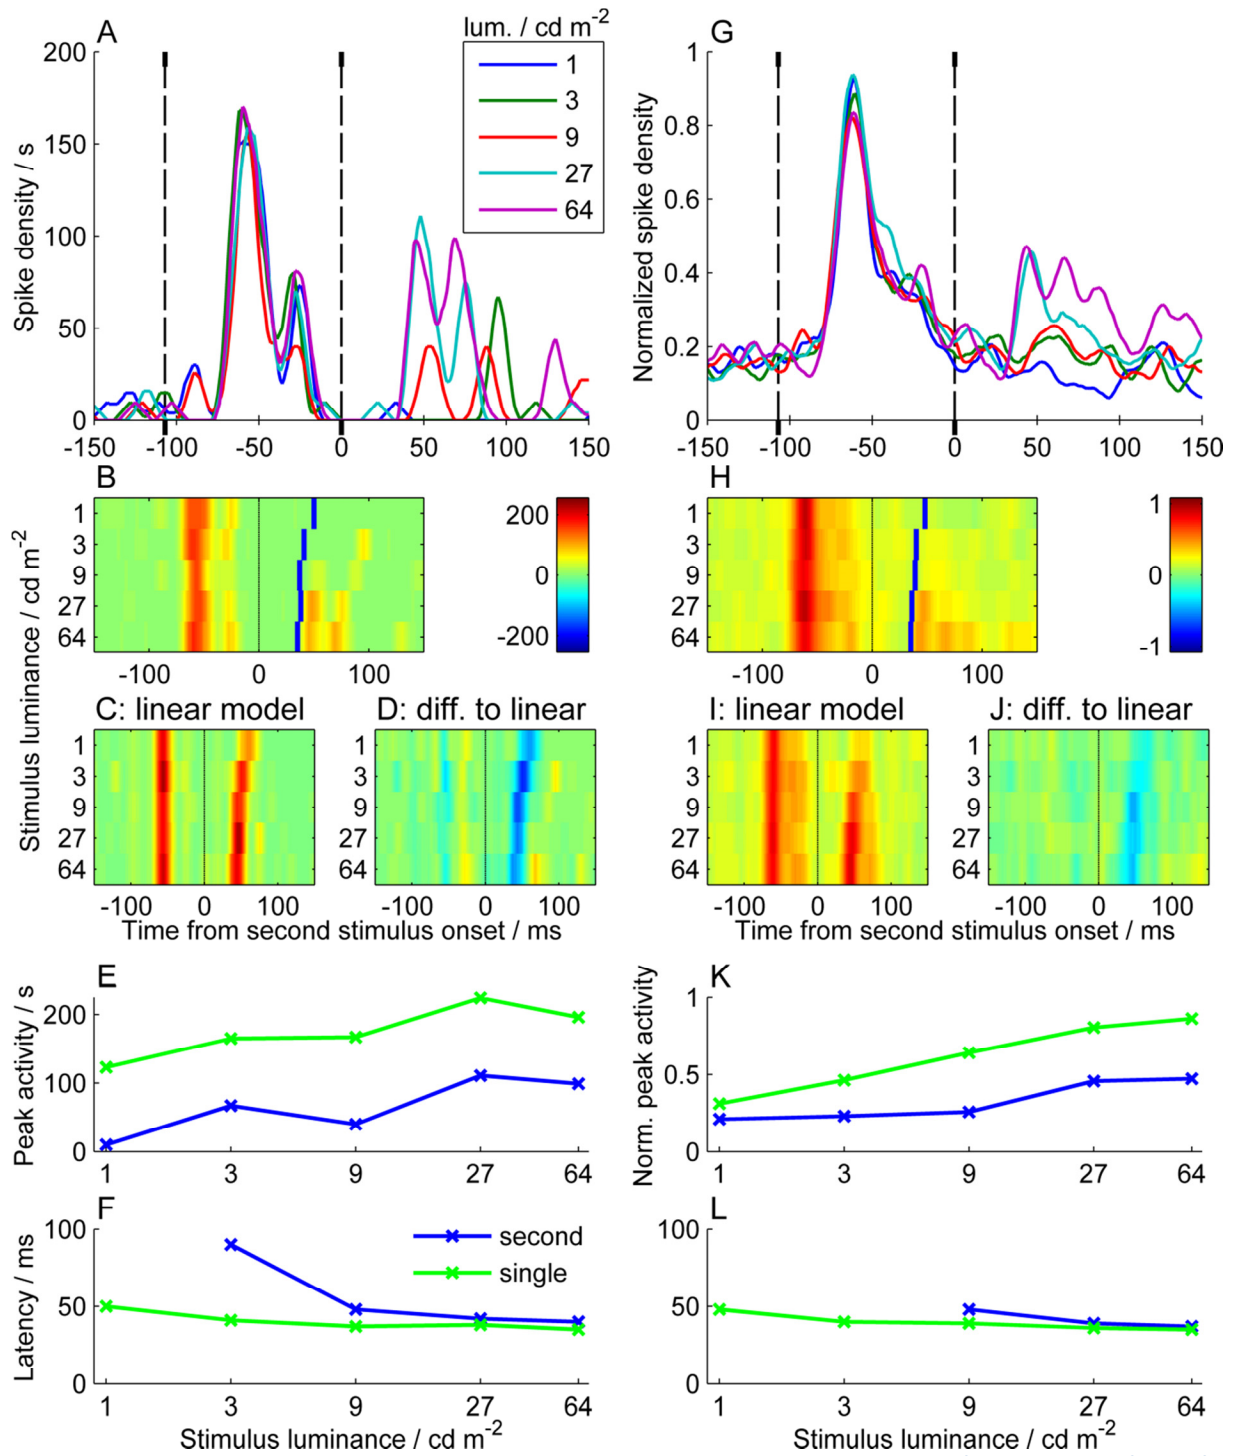 A
lum. / cd m-2
1
3
9
27
64
200
150
100
50
0
Spike density / s
-150 -100 -50 0 50 100 150
G
1
0.8
0.6
0.4
0.2
0
Normalized spike density
-150 -100 -50 0 50 100 150
B
1
3
9
27
64
200
0
-200
-100 0 100
H
1
3
9
27
64
1
0
-1
-100 0 100
Stimulus luminance / cd m-2
C: linear model
1
3
9
27
64
-100 0 100
D: diff. to linear
1
3
9
27
64
-100 0 100
Time from second stimulus onset / ms
I: linear model
1
3
9
27
64
-100 0 100
J: diff. to linear
1
3
9
27
64
-100 0 100
Time from second stimulus onset / ms
E
200
100
0
Peak activity / s
1 3 9 27 64
K
1
0.5
0
Norm. peak activity
1 3 9 27 64
F
100
50
0
Latency / ms
second
single
1 3 9 27 64
Stimulus luminance / cd m-2
L
100
50
0
1 3 9 27 64
Stimulus luminance / cd m-2